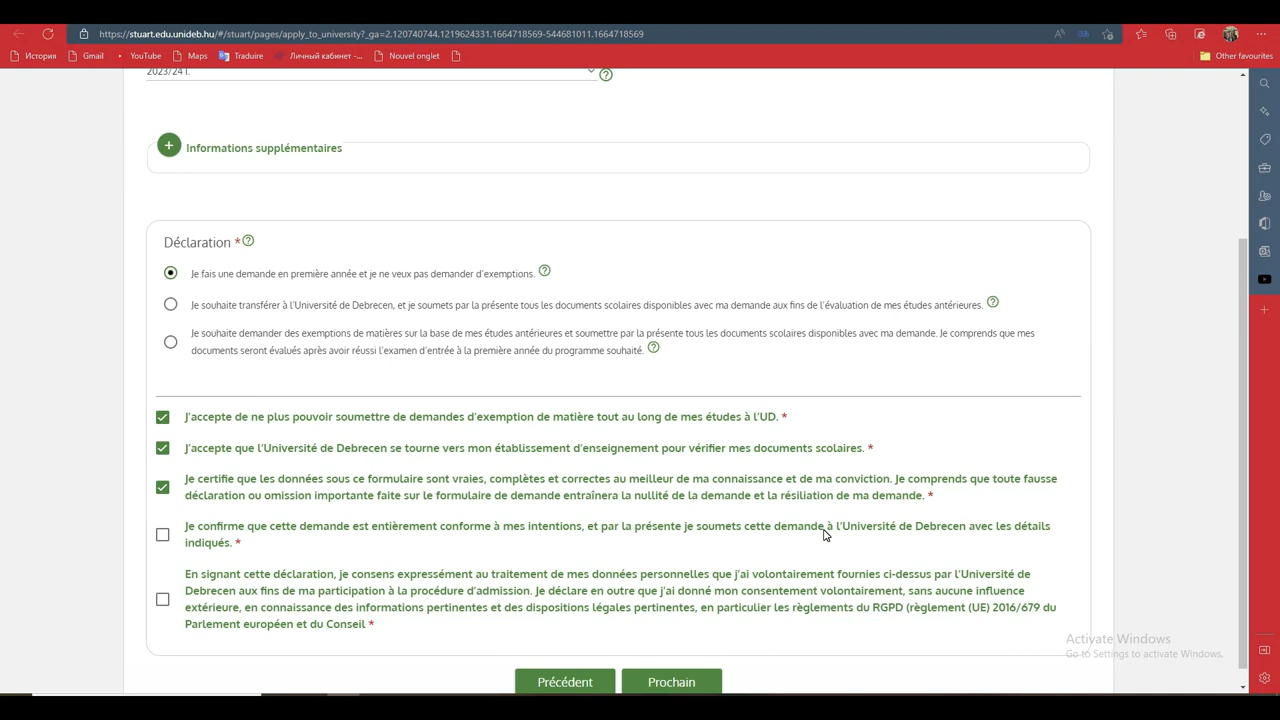 https://stuart.edu.unideb.hu/#/stuart/pages/apply_to_university?_ga=2.120740744.1219624331.1664718569-544681011.1664718569
История Gmail YouTube Maps Traduire Личный кабинет -... Nouvel onglet Other favourites
2023/24 I.
Informations supplémentaires
Déclaration *
Je fais une demande en première année et je ne veux pas demander d'exemptions.
Je souhaite transférer à l'Université de Debrecen, et je soumets par la présente tous les documents scolaires disponibles avec ma demande aux fins de l'évaluation de mes études antérieures.
Je souhaite demander des exemptions de matières sur la base de mes études antérieures et soumettre par la présente tous les documents scolaires disponibles avec ma demande. Je comprends que mes
documents seront évalués après avoir réussi l'examen d'entrée à la première année du programme souhaité.
J'accepte de ne plus pouvoir soumettre de demandes d'exemption de matière tout au long de mes études à l'UD. *
J'accepte que l'Université de Debrecen se tourne vers mon établissement d'enseignement pour vérifier mes documents scolaires. *
Je certifie que les données sous ce formulaire sont vraies, complètes et correctes au meilleur de ma connaissance et de ma conviction. Je comprends que toute fausse
déclaration ou omission importante faite sur le formulaire de demande entraînera la nullité de la demande et la résiliation de ma demande. *
Je confirme que cette demande est entièrement conforme à mes intentions, et par la présente je soumets cette demande à l'Université de Debrecen avec les détails
indiqués. *
En signant cette déclaration, je consens expressément au traitement de mes données personnelles que j'ai volontairement fournies ci-dessus par l'Université de
Debrecen aux fins de ma participation à la procédure d'admission. Je déclare en outre que j'ai donné mon consentement volontairement, sans aucune influence
extérieure, en connaissance des informations pertinentes et des dispositions légales pertinentes, en particulier les règlements du RGPD (règlement (UE) 2016/679 du
Parlement européen et du Conseil *
Activate Windows
Go to Settings to activate Windows.
Précédent Prochain